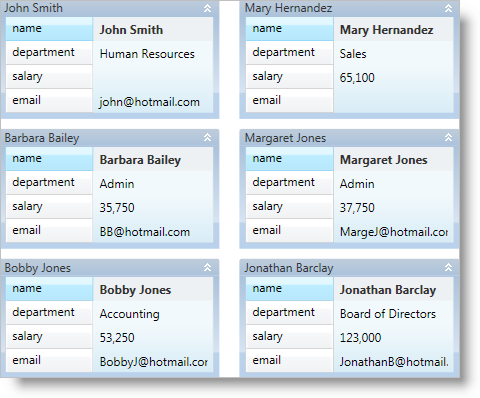 John Smith
name John Smith
department Human Resources
salary
email john@hotmail.com
Mary Hernandez
name Mary Hernandez
department Sales
salary 65,100
email
Barbara Bailey
name Barbara Bailey
department Admin
salary 35,750
email BB@hotmail.com
Margaret Jones
name Margaret Jones
department Admin
salary 37,750
email MargeJ@hotmail.cor
Bobby Jones
name Bobby Jones
department Accounting
salary 53,250
email BobbyJ@hotmail.cor
Jonathan Barclay
name Jonathan Barclay
department Board of Directors
salary 123,000
email JonathanB@hotmail.